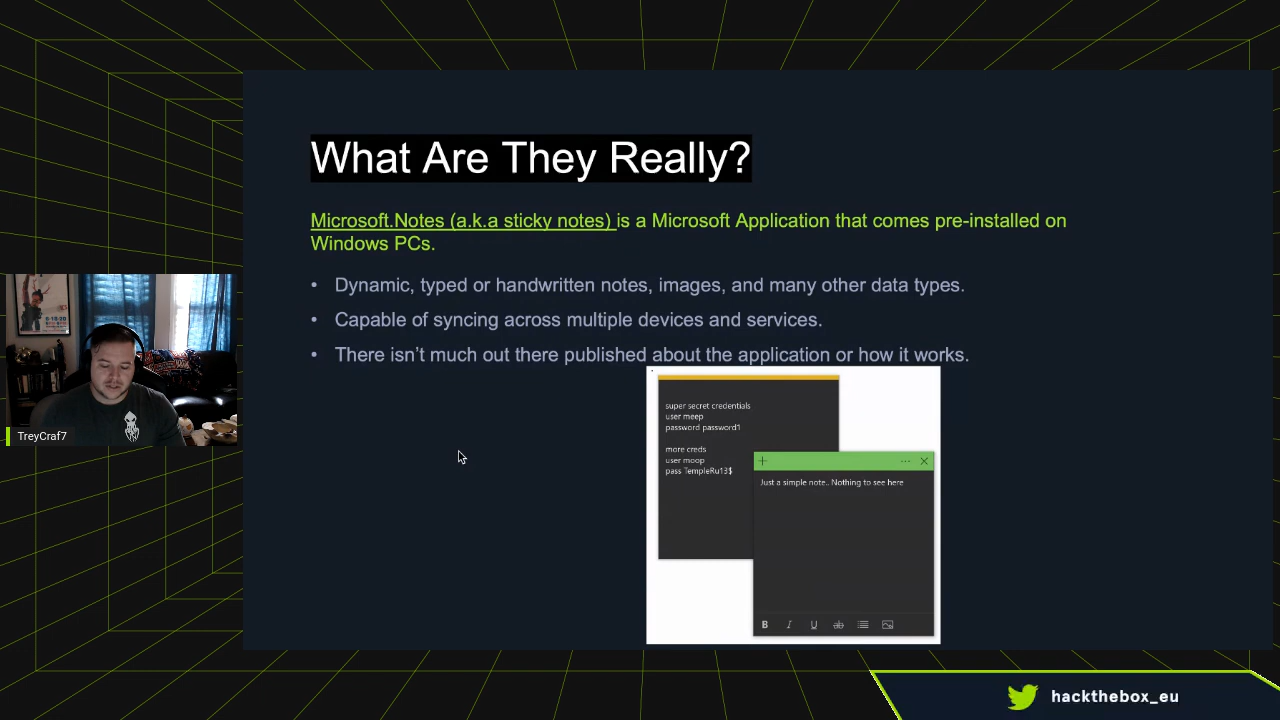 What Are They Really?
Microsoft.Notes (a.k.a sticky notes) is a Microsoft Application that comes pre-installed on
Windows PCs.
• Dynamic, typed or handwritten notes, images, and many other data types.
• Capable of syncing across multiple devices and services.
• There isn’t much out there published about the application or how it works.
super secret credentials
user meep
password password1
more creds
user moop
pass TempleRu13$
Just a simple note.. Nothing to see here
B I U ab
TreyCraf7
hackthebox_eu